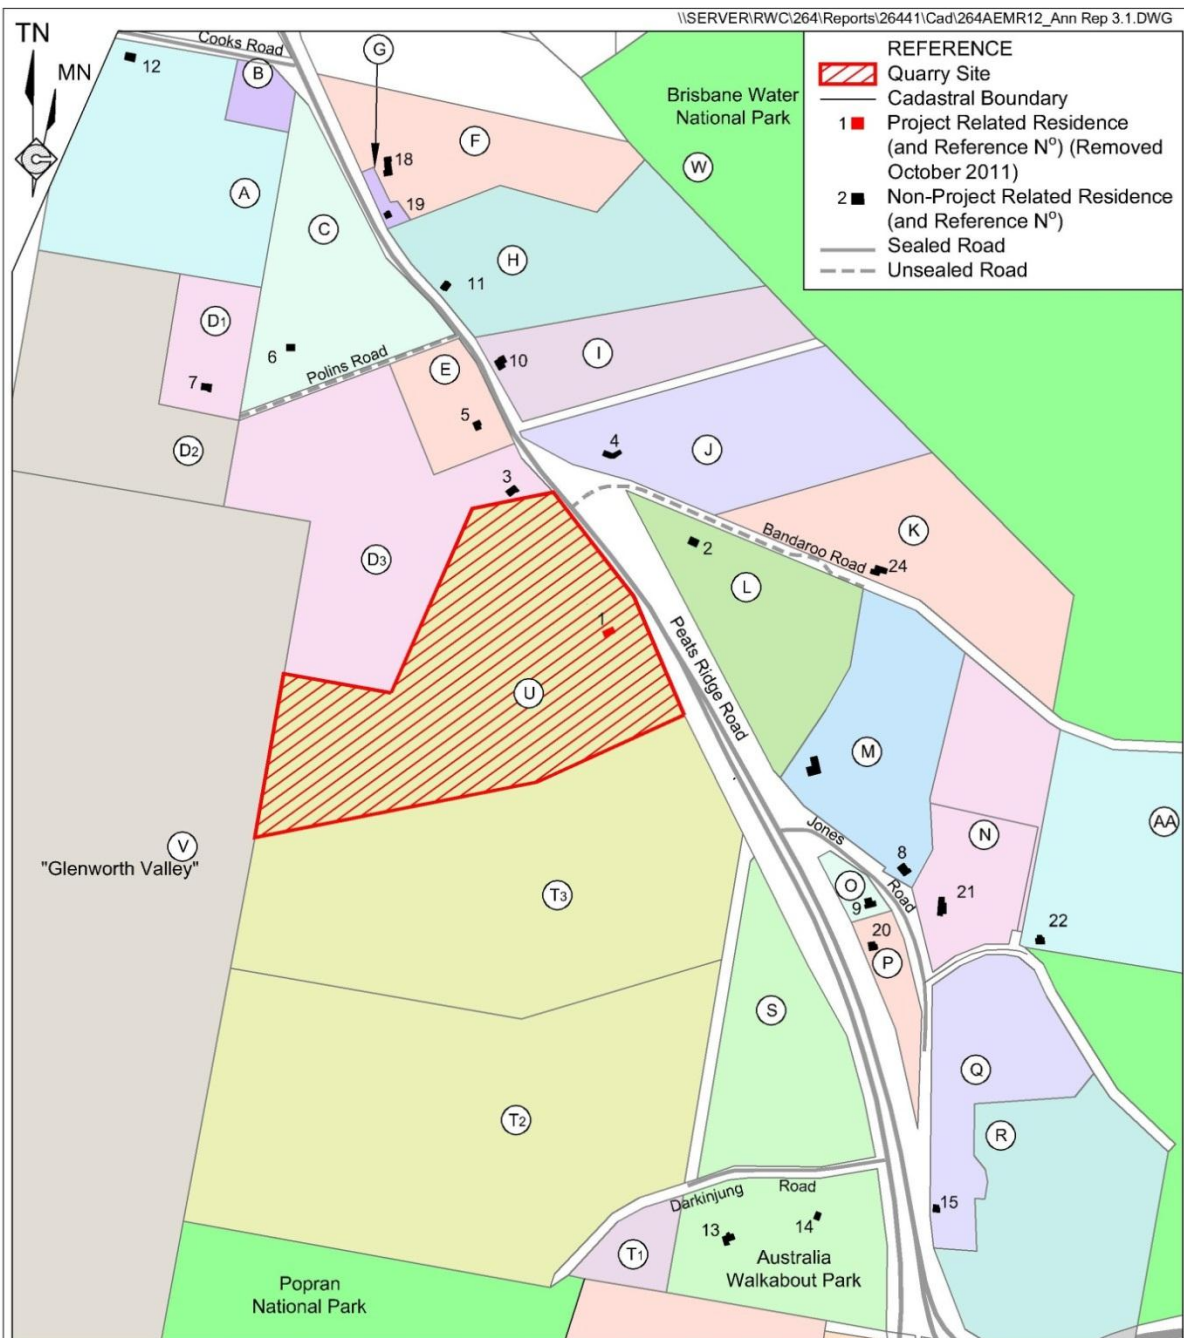 \\SERVER\RWC\264\Reports\26441\Cad\264AEMR12_Ann Rep 3.1.DWG
TN
MN
REFERENCE
Quarry Site
Cadastral Boundary
1 Project Related Residence
(and Reference Nº) (Removed
October 2011)
2 Non-Project Related Residence
(and Reference Nº)
Sealed Road
Unsealed Road
Cooks Road
G
12
B
Brisbane Water
National Park
F
18
W
A
19
C
H
11
D1
6
Polins Road
I
10
E
7
5
4
J
D2
3
K
2
Bandaroo Road
24
D3
L
1
Peats Ridge Road
U
M
Jones
Road
AA
N
V
"Glenworth Valley"
8
O
9
21
T3
20
22
P
S
Q
T2
R
Darkinjung
Road
15
13
14
T1
Australia
Walkabout Park
Popran
National Park